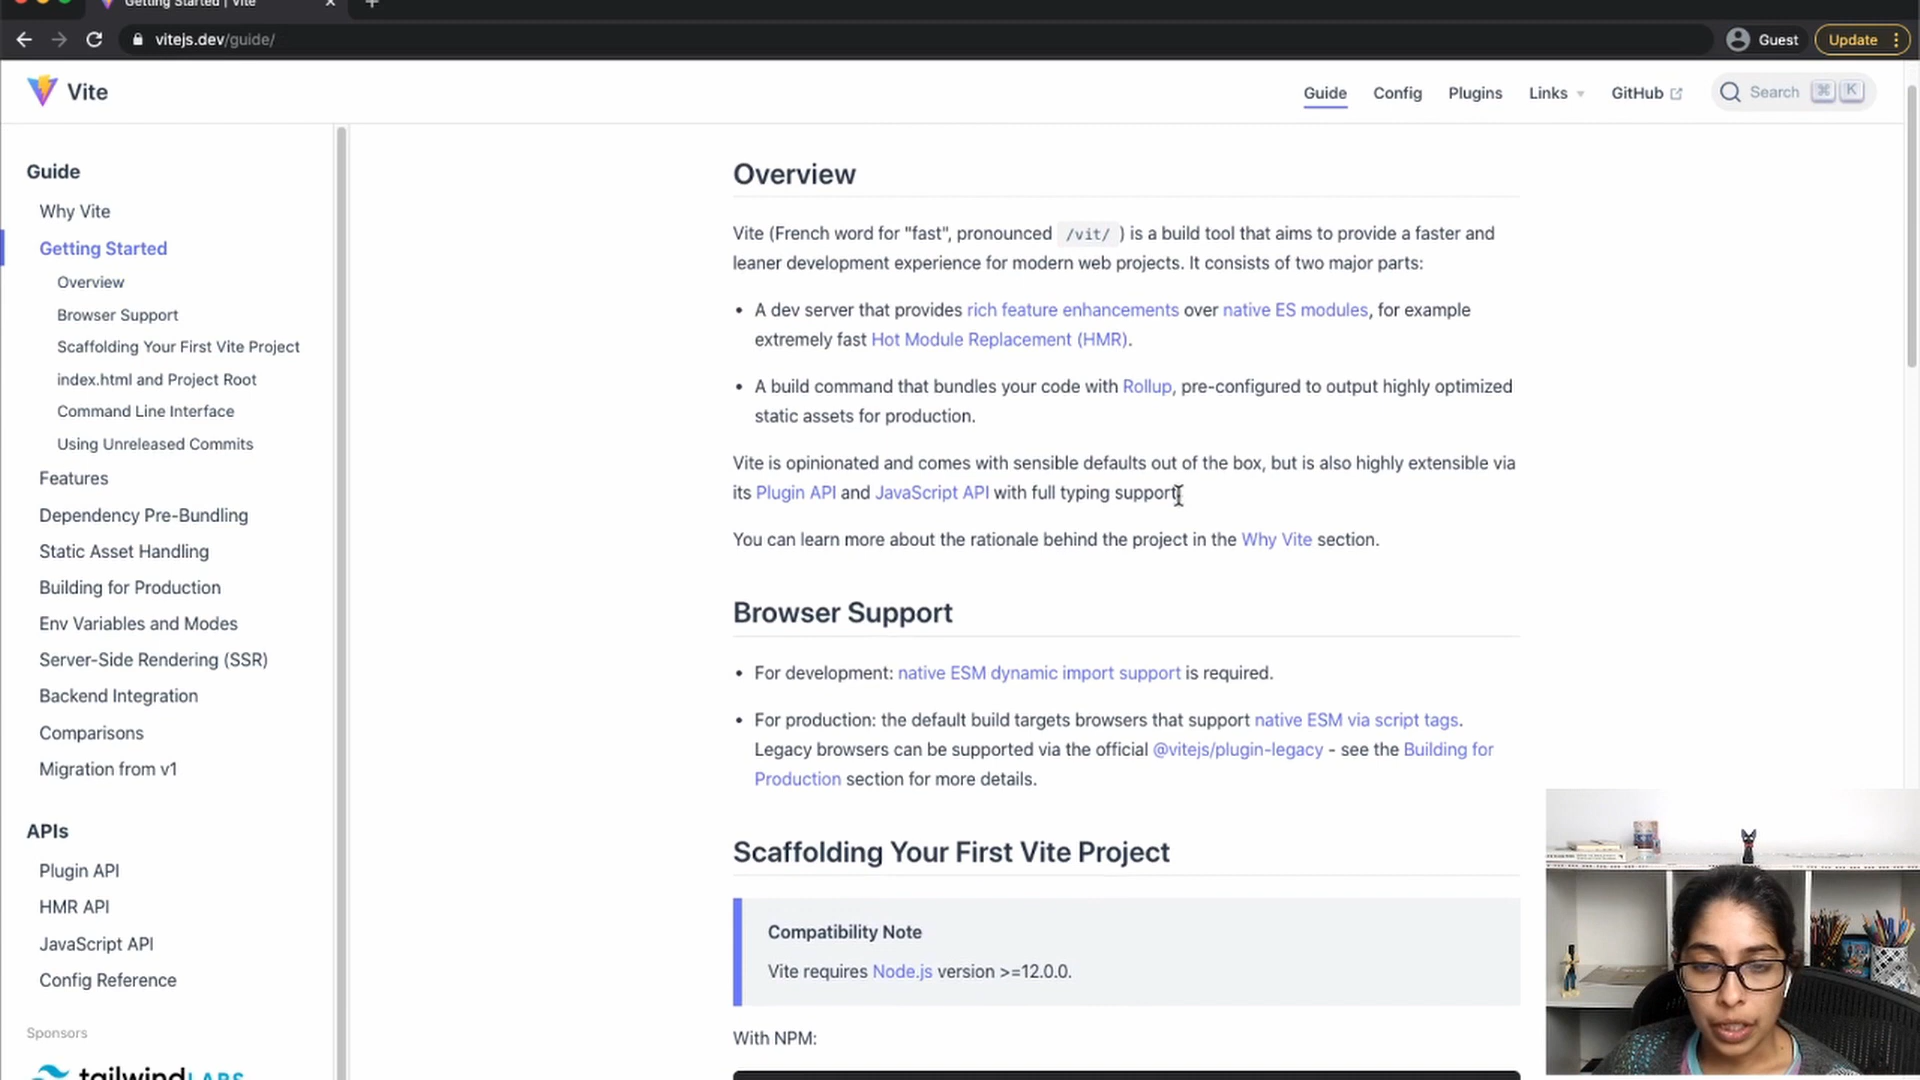 Getting Started | Vite
vitejs.dev/guide/
Guest
Update
Vite
Guide
Config
Plugins
Links
GitHub
Search
⌘
K
Guide
Why Vite
Getting Started
Overview
Browser Support
Scaffolding Your First Vite Project
index.html and Project Root
Command Line Interface
Using Unreleased Commits
Features
Dependency Pre-Bundling
Static Asset Handling
Building for Production
Env Variables and Modes
Server-Side Rendering (SSR)
Backend Integration
Comparisons
Migration from v1
APIs
Plugin API
HMR API
JavaScript API
Config Reference
Sponsors
tailwindLABS
Overview
Vite (French word for "fast", pronounced /vit/ ) is a build tool that aims to provide a faster and
leaner development experience for modern web projects. It consists of two major parts:
• A dev server that provides rich feature enhancements over native ES modules, for example
extremely fast Hot Module Replacement (HMR).
• A build command that bundles your code with Rollup, pre-configured to output highly optimized
static assets for production.
Vite is opinionated and comes with sensible defaults out of the box, but is also highly extensible via
its Plugin API and JavaScript API with full typing support.
You can learn more about the rationale behind the project in the Why Vite section.
Browser Support
• For development: native ESM dynamic import support is required.
• For production: the default build targets browsers that support native ESM via script tags.
Legacy browsers can be supported via the official @vitejs/plugin-legacy - see the Building for
Production section for more details.
Scaffolding Your First Vite Project
Compatibility Note
Vite requires Node.js version >=12.0.0.
With NPM: